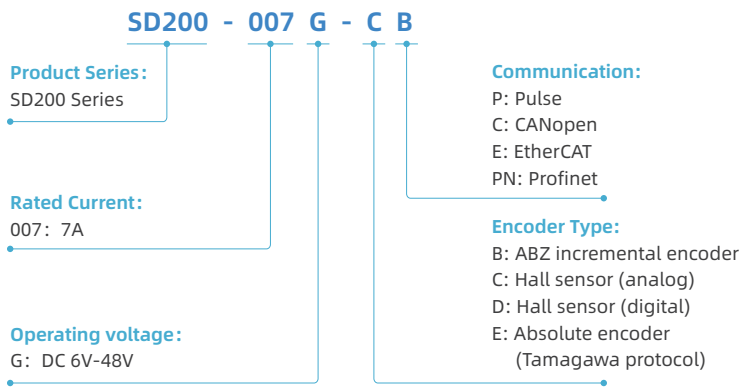 SD200 - 007 G - C B
Product Series:
SD200 Series
Rated Current:
007: 7A
Operating voltage:
G: DC 6V-48V
Communication:
P: Pulse
C: CANopen
E: EtherCAT
PN: Profinet
Encoder Type:
B: ABZ incremental encoder
C: Hall sensor (analog)
D: Hall sensor (digital)
E: Absolute encoder
(Tamagawa protocol)